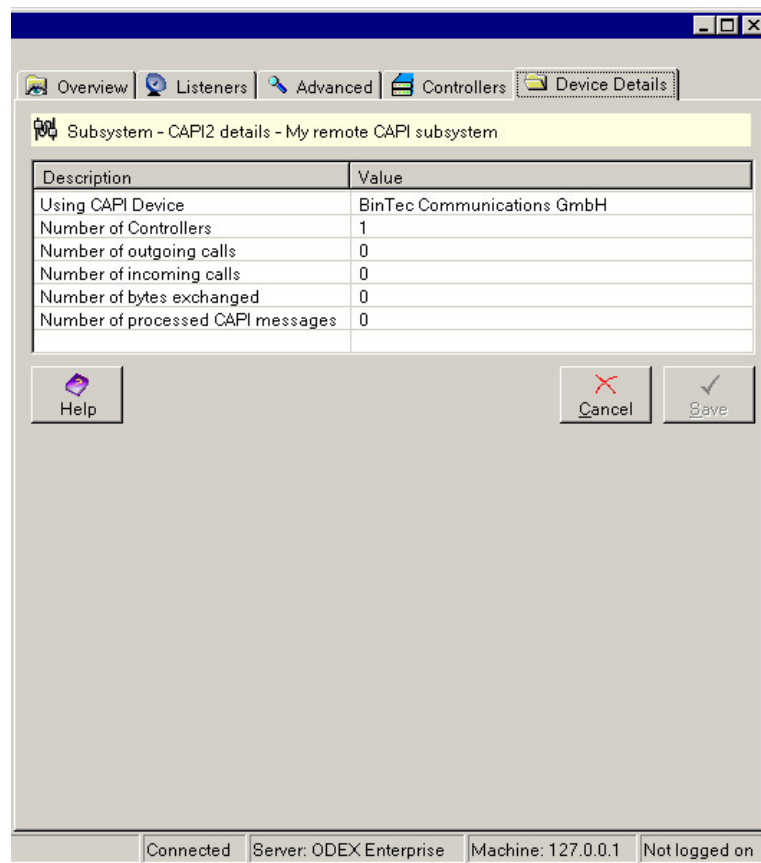 Overview Listeners Advanced Controllers Device Details
Subsystem - CAPI2 details - My remote CAPI subsystem
Description Value
Using CAPI Device BinTec Communications GmbH
Number of Controllers 1
Number of outgoing calls 0
Number of incoming calls 0
Number of bytes exchanged 0
Number of processed CAPI messages 0
Help Cancel Save
Connected Server: ODEX Enterprise Machine: 127.0.0.1 Not logged on